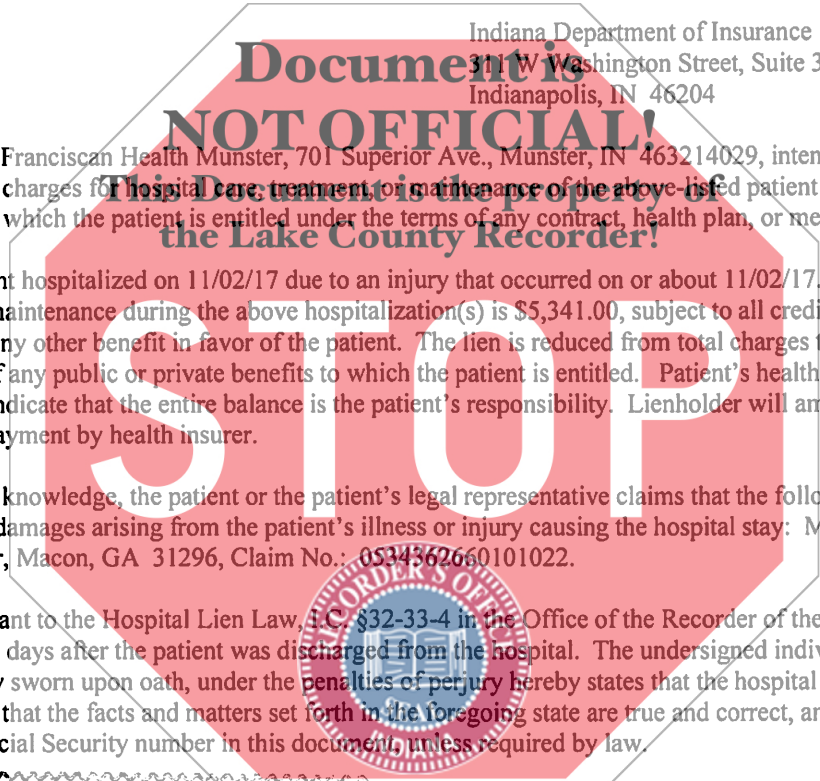 Indiana Department of Insurance
311 W Washington Street, Suite 3
Indianapolis, IN 46204
Document is
NOT OFFICIAL!
This Document is the property of
the Lake County Recorder!
Franciscan Health Munster, 701 Superior Ave., Munster, IN 463214029, inten
charges for hospital care, treatment, or maintenance of the above-listed patient
which the patient is entitled under the terms of any contract, health plan, or me
nt hospitalized on 11/02/17 due to an injury that occurred on or about 11/02/17.
aintenance during the above hospitalization(s) is $5,341.00, subject to all credi
ny other benefit in favor of the patient. The lien is reduced from total charges t
f any public or private benefits to which the patient is entitled. Patient's health
ndicate that the entire balance is the patient's responsibility. Lienholder will am
ayment by health insurer.
STOP
knowledge, the patient or the patient's legal representative claims that the follo
damages arising from the patient's illness or injury causing the hospital stay: M
r, Macon, GA 31296, Claim No.: 0534362660101022.
ant to the Hospital Lien Law, I.C. §32-33-4 in the Office of the Recorder of the
days after the patient was discharged from the hospital. The undersigned indiv
y sworn upon oath, under the penalties of perjury hereby states that the hospital
that the facts and matters set forth in the foregoing state are true and correct, an
cial Security number in this document, unless required by law.
RECORDER'S OFFICE
SEAL
INDIANA